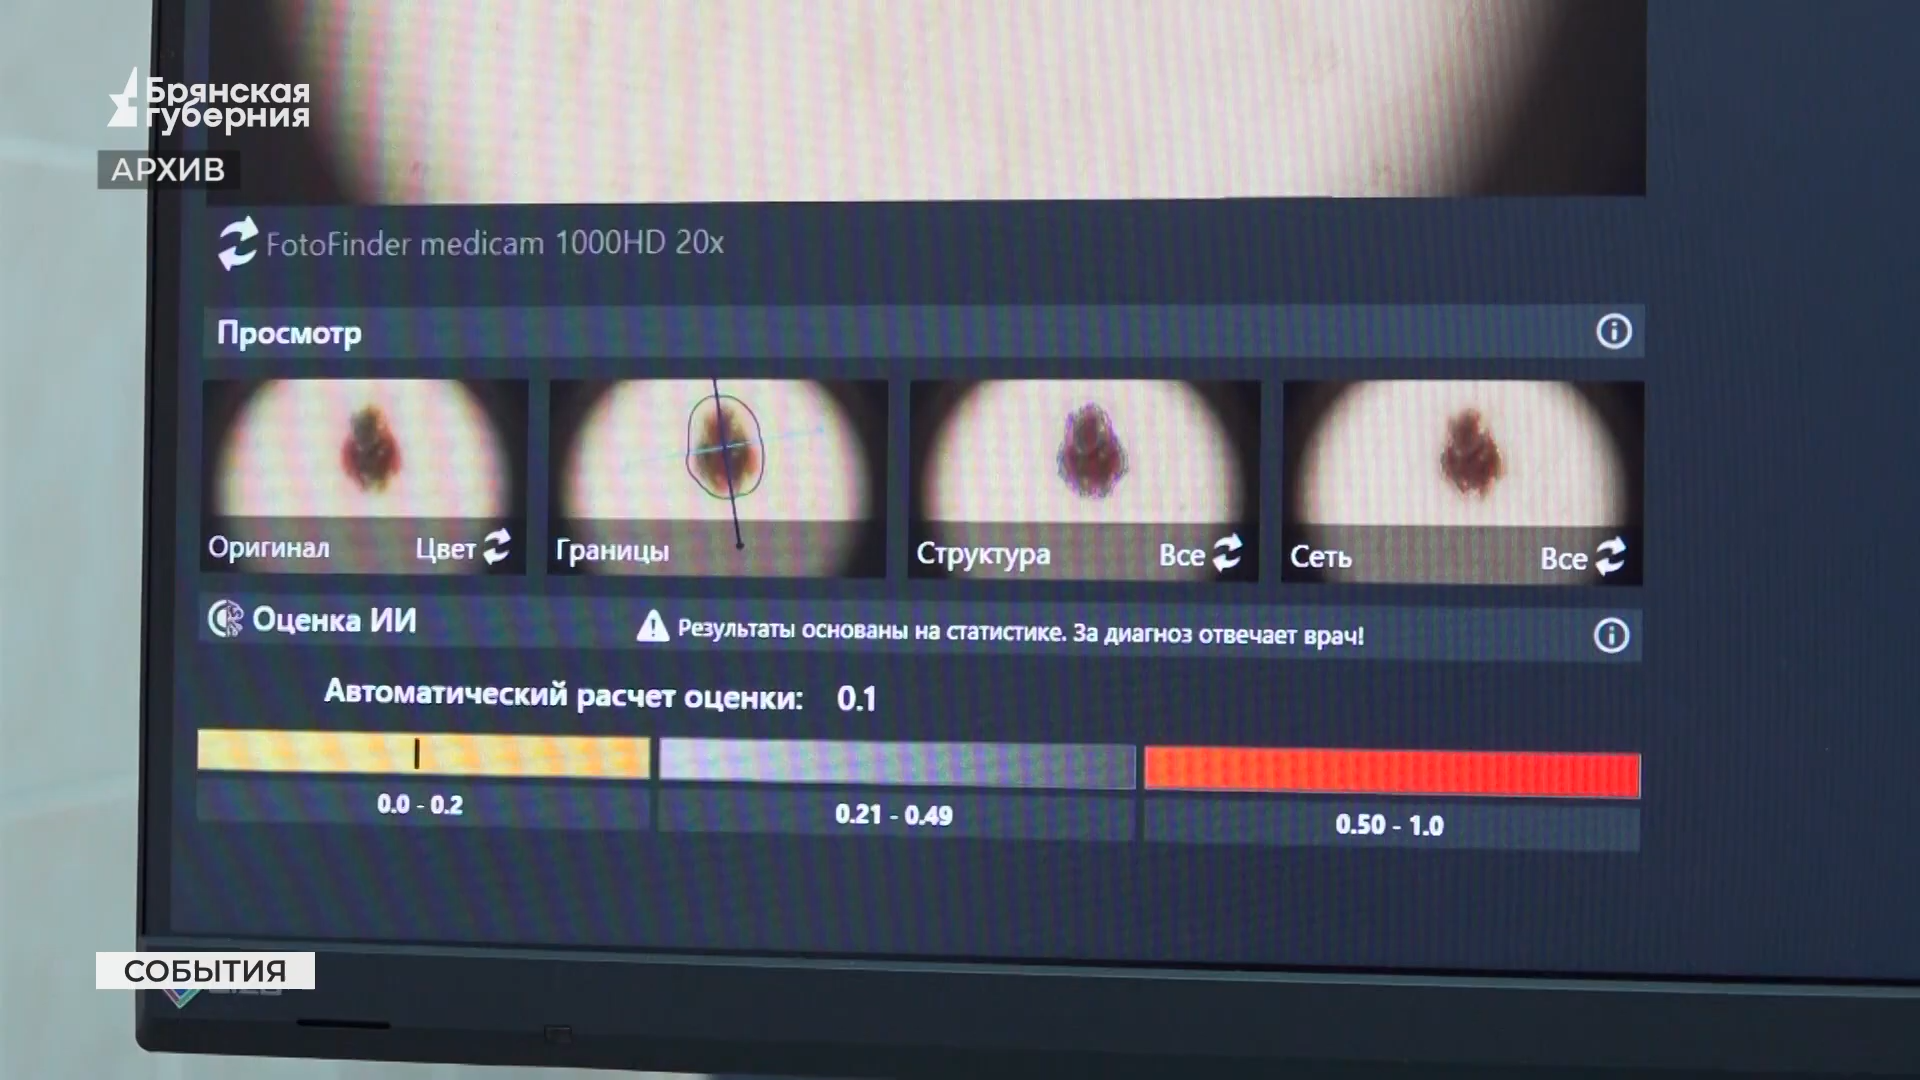 Брянская
губерния
АРХИВ
FotoFinder medicam 1000HD 20x
Просмотр
Оригинал Цвет
Границы
Структура Все
Сеть Все
Оценка ИИ
Результаты основаны на статистике. За диагноз отвечает врач!
Автоматический расчет оценки: 0.1
0.0 - 0.2
0.21 - 0.49
0.50 - 1.0
СОБЫТИЯ